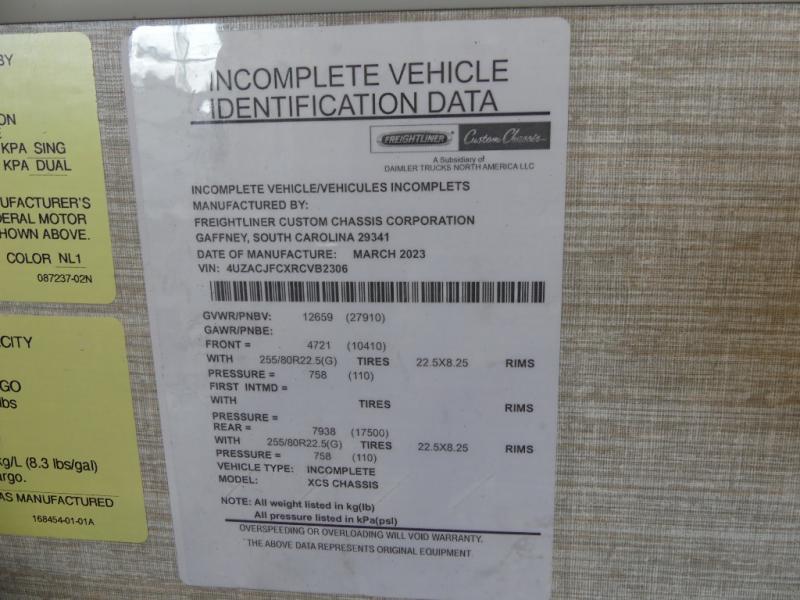 BY
ON
KPA SING
KPA DUAL
UFACTURER'S
DERAL MOTOR
HOWN ABOVE.
COLOR NL1
087237-02N
CITY
GO
lbs
kg/L (8.3 lbs/gal)
argo.
AS MANUFACTURED
168454-01-01A
INCOMPLETE VEHICLE
IDENTIFICATION DATA
FREIGHTLINER Custom Chassis
A Subsidiary of
DAIMLER TRUCKS NORTH AMERICA LLC
INCOMPLETE VEHICLE/VEHICULES INCOMPLETS
MANUFACTURED BY:
FREIGHTLINER CUSTOM CHASSIS CORPORATION
GAFFNEY, SOUTH CAROLINA 29341
DATE OF MANUFACTURE: MARCH 2023
VIN: 4UZACJFCXRCVB2306
GVWR/PNBV: 12659 (27910)
GAWR/PNBE:
FRONT = 4721 (10410)
WITH 255/80R22.5(G) TIRES 22.5X8.25 RIMS
PRESSURE = 758 (110)
FIRST INTMD =
WITH TIRES RIMS
PRESSURE =
REAR = 7938 (17500)
WITH 255/80R22.5(G) TIRES 22.5X8.25 RIMS
PRESSURE = 758 (110)
VEHICLE TYPE: INCOMPLETE
MODEL: XCS CHASSIS
NOTE: All weight listed in kg(lb)
All pressure listed in kPa(psi)
OVERSPEEDING OR OVERLOADING WILL VOID WARRANTY.
THE ABOVE DATA REPRESENTS ORIGINAL EQUIPMENT